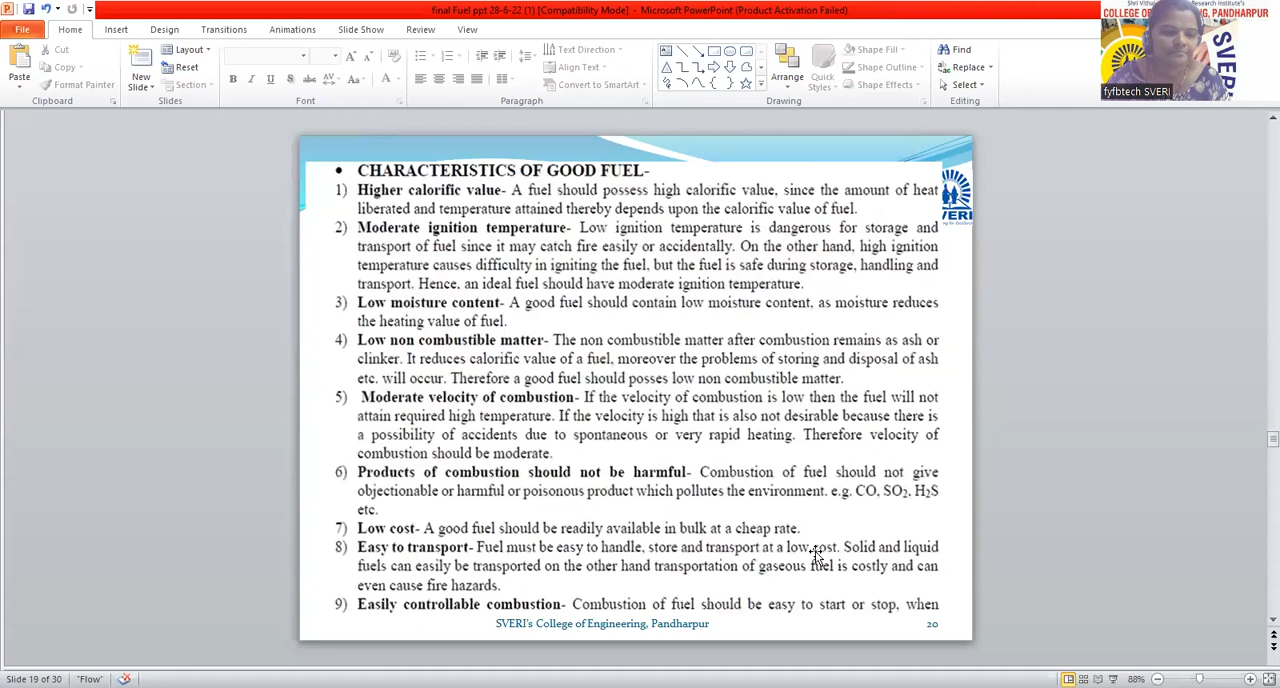 final Fuel ppt 28-6-22 (1) [Compatibility Mode] - Microsoft PowerPoint (Product Activation Failed)
COLLEGE OF ENGINEERING, PANDHARPUR
File Home Insert Design Transitions Animations Slide Show Review View
Cut Layout Text Direction Shape Fill Find
Paste Copy New Slide Reset Align Text Arrange Quick Styles Shape Outline Replace
Format Painter Section Convert to SmartArt Shape Effects Select
Clipboard Slides Font Paragraph Drawing Editing
SVERI
fyfbtech SVERI
• CHARACTERISTICS OF GOOD FUEL-
1) Higher calorific value- A fuel should possess high calorific value, since the amount of heat
liberated and temperature attained thereby depends upon the calorific value of fuel.
2) Moderate ignition temperature- Low ignition temperature is dangerous for storage and
transport of fuel since it may catch fire easily or accidentally. On the other hand, high ignition
temperature causes difficulty in igniting the fuel, but the fuel is safe during storage, handling and
transport. Hence, an ideal fuel should have moderate ignition temperature.
3) Low moisture content- A good fuel should contain low moisture content, as moisture reduces
the heating value of fuel.
4) Low non combustible matter- The non combustible matter after combustion remains as ash or
clinker. It reduces calorific value of a fuel, moreover the problems of storing and disposal of ash
etc. will occur. Therefore a good fuel should posses low non combustible matter.
5) Moderate velocity of combustion- If the velocity of combustion is low then the fuel will not
attain required high temperature. If the velocity is high that is also not desirable because there is
a possibility of accidents due to spontaneous or very rapid heating. Therefore velocity of
combustion should be moderate.
6) Products of combustion should not be harmful- Combustion of fuel should not give
objectionable or harmful or poisonous product which pollutes the environment. e.g. CO, SO₂, H₂S
etc.
7) Low cost- A good fuel should be readily available in bulk at a cheap rate.
8) Easy to transport- Fuel must be easy to handle, store and transport at a low cost. Solid and liquid
fuels can easily be transported on the other hand transportation of gaseous fuel is costly and can
even cause fire hazards.
9) Easily controllable combustion- Combustion of fuel should be easy to start or stop, when
SVERI's College of Engineering, Pandharpur 20
Slide 19 of 30 "Flow" 88%